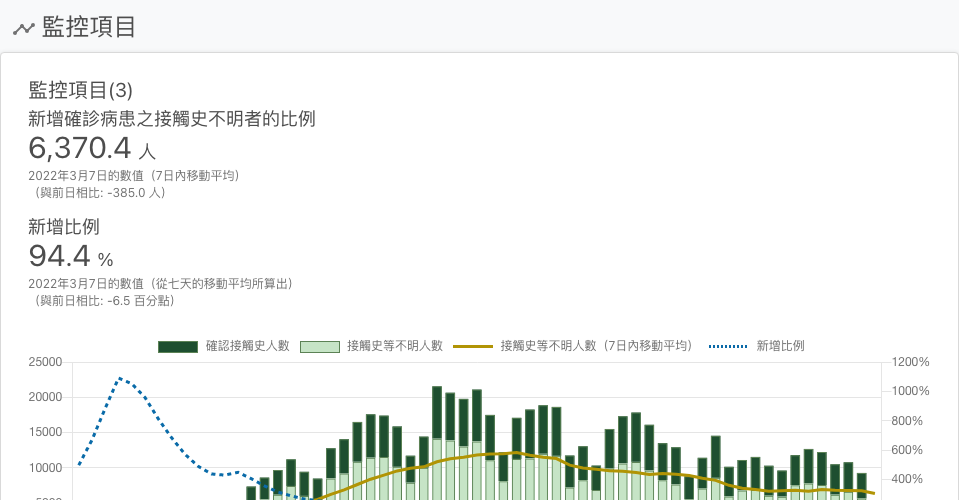 監控項目
監控項目(3)
新增確診病患之接觸史不明者的比例
6,370.4 人
2022年3月7日的數值（7日內移動平均）
（與前日相比: -385.0 人）
新增比例
94.4 %
2022年3月7日的數值（從七天的移動平均所算出）
（與前日相比: -6.5 百分點）
確認接觸史人數 接觸史等不明人數 接觸史等不明人數（7日內移動平均） 新增比例
25000 1200%
20000 1000%
15000 800%
10000 600%
400%